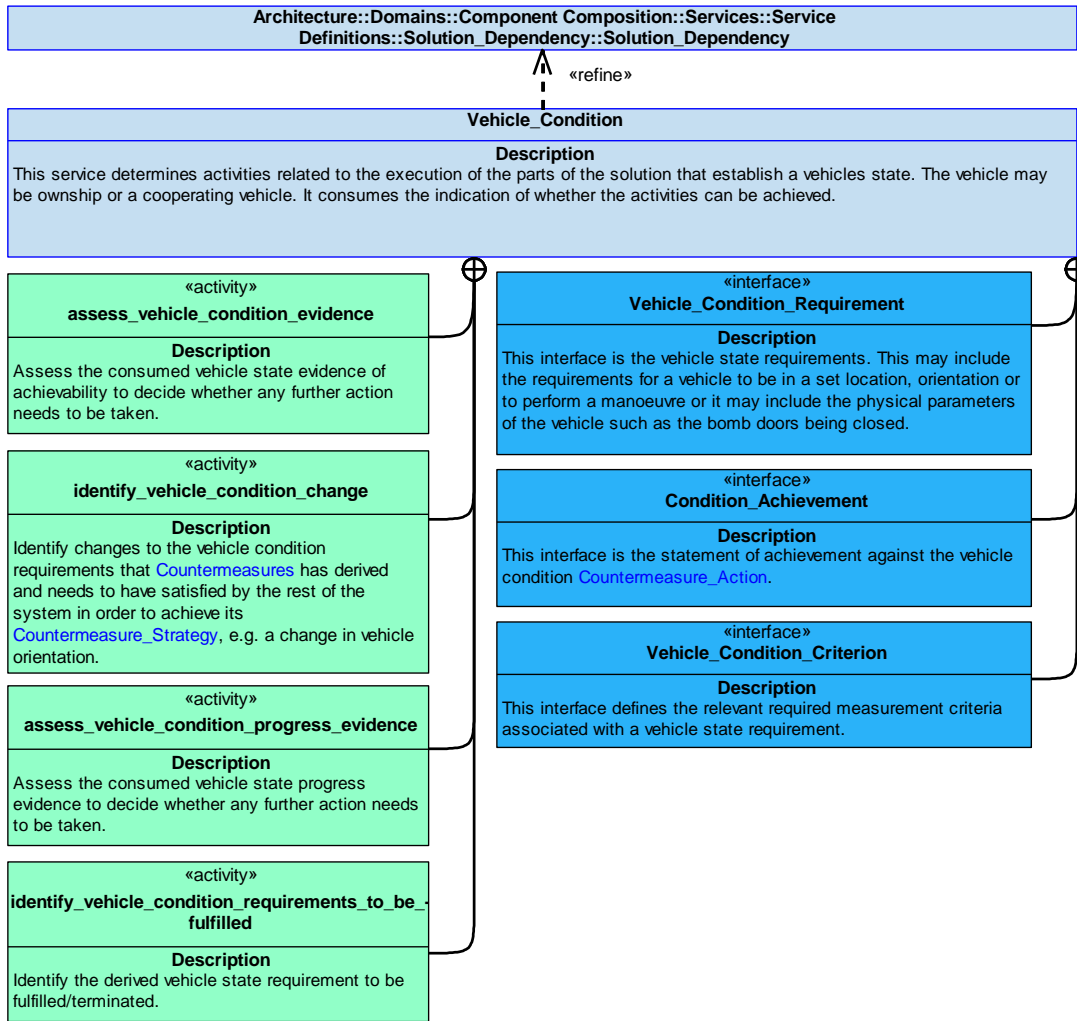 Architecture::Domains::Component Composition::Services::Service
Definitions::Solution_Dependency::Solution_Dependency
«refine»
Vehicle_Condition
Description
This service determines activities related to the execution of the parts of the solution that establish a vehicles state. The vehicle may
be ownship or a cooperating vehicle. It consumes the indication of whether the activities can be achieved.
«activity»
assess_vehicle_condition_evidence
Description
Assess the consumed vehicle state evidence of
achievability to decide whether any further action
needs to be taken.
«activity»
identify_vehicle_condition_change
Description
Identify changes to the vehicle condition
requirements that Countermeasures has derived
and needs to have satisfied by the rest of the
system in order to achieve its
Countermeasure_Strategy, e.g. a change in vehicle
orientation.
«activity»
assess_vehicle_condition_progress_evidence
Description
Assess the consumed vehicle state progress
evidence to decide whether any further action needs
to be taken.
«activity»
identify_vehicle_condition_requirements_to_be_-
fulfilled
Description
Identify the derived vehicle state requirement to be
fulfilled/terminated.
«interface»
Vehicle_Condition_Requirement
Description
This interface is the vehicle state requirements. This may include
the requirements for a vehicle to be in a set location, orientation or
to perform a manoeuvre or it may include the physical parameters
of the vehicle such as the bomb doors being closed.
«interface»
Condition_Achievement
Description
This interface is the statement of achievement against the vehicle
condition Countermeasure_Action.
«interface»
Vehicle_Condition_Criterion
Description
This interface defines the relevant required measurement criteria
associated with a vehicle state requirement.